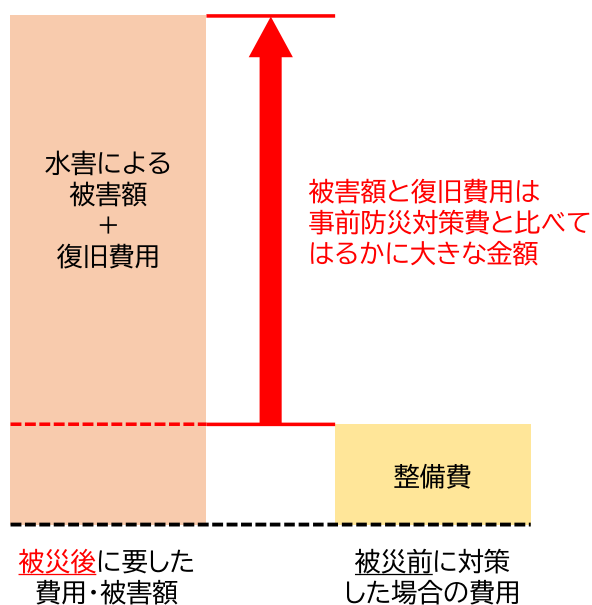 水害による
被害額
＋
復旧費用
被害額と復旧費用は
事前防災対策費と比べて
はるかに大きな金額
整備費
被災後に要した
費用・被害額
被災前に対策
した場合の費用